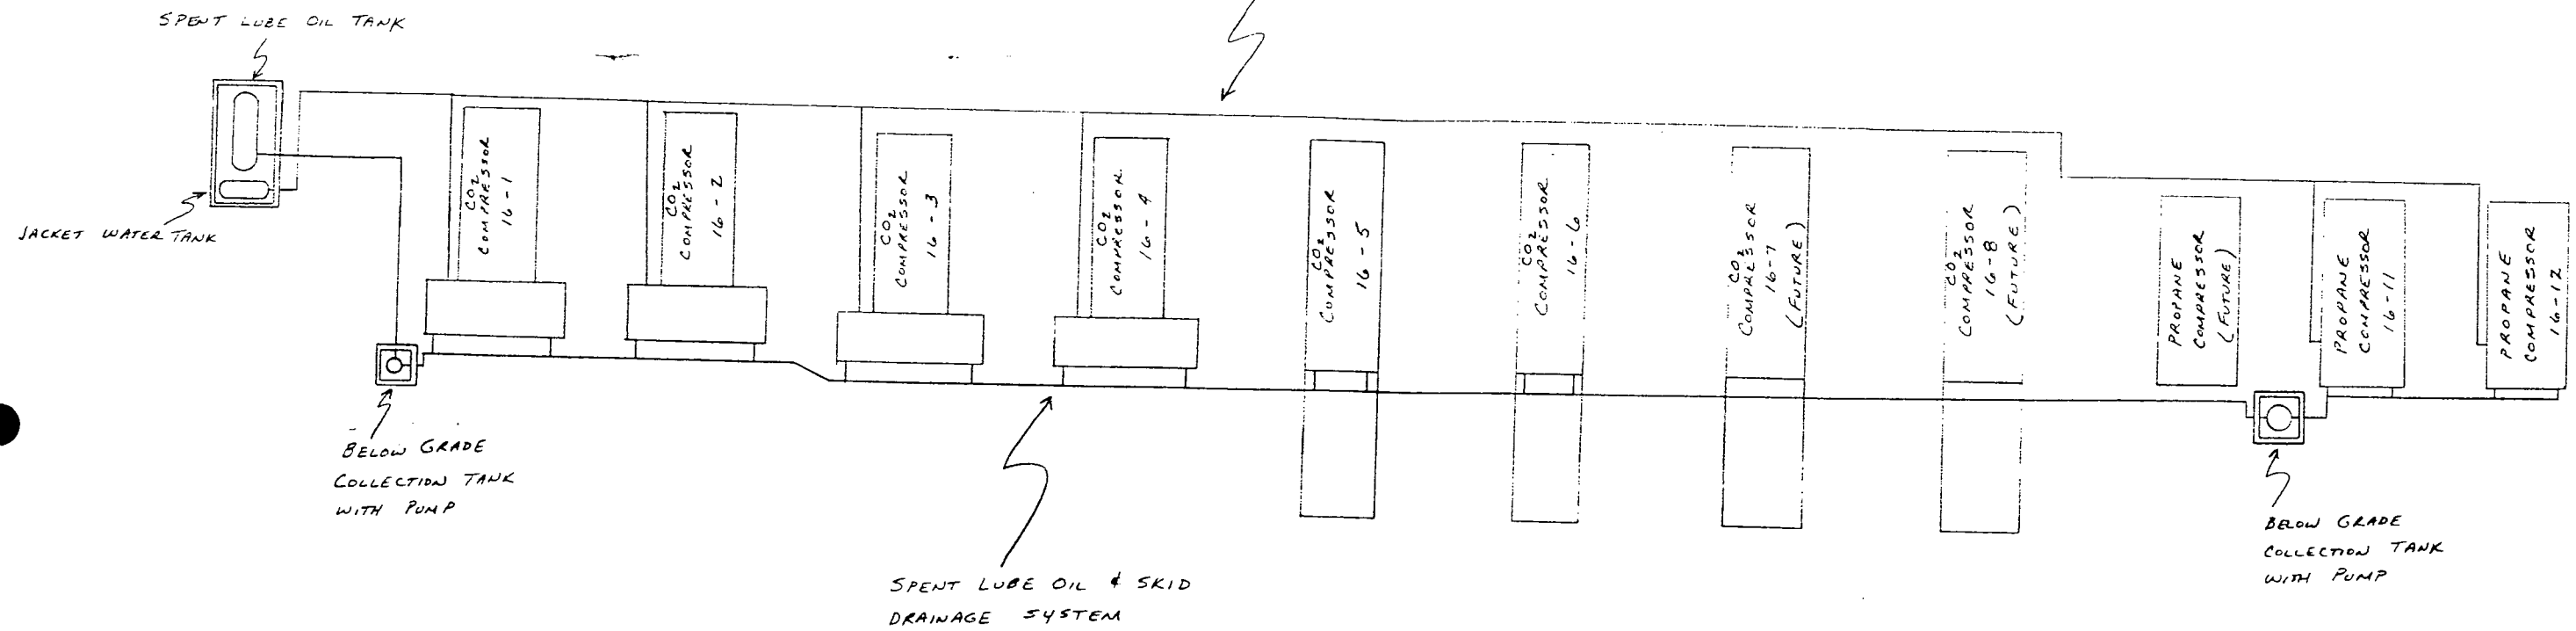 SPENT LUBE OIL TANK
JACKET WATER TANK
CO2
COMPRESSOR
16-1
CO2
COMPRESSOR
16-2
CO2
COMPRESSOR
16-3
CO2
COMPRESSOR
16-4
CO2
COMPRESSOR
16-5
CO2
COMPRESSOR
16-6
CO2
COMPRESSOR
16-7
(FUTURE)
CO2
COMPRESSOR
16-8
(FUTURE)
PROPANE
COMPRESSOR
(FUTURE)
PROPANE
COMPRESSOR
16-11
PROPANE
COMPRESSOR
16-12
BELOW GRADE
COLLECTION TANK
WITH PUMP
SPENT LUBE OIL & SKID
DRAINAGE SYSTEM
BELOW GRADE
COLLECTION TANK
WITH PUMP